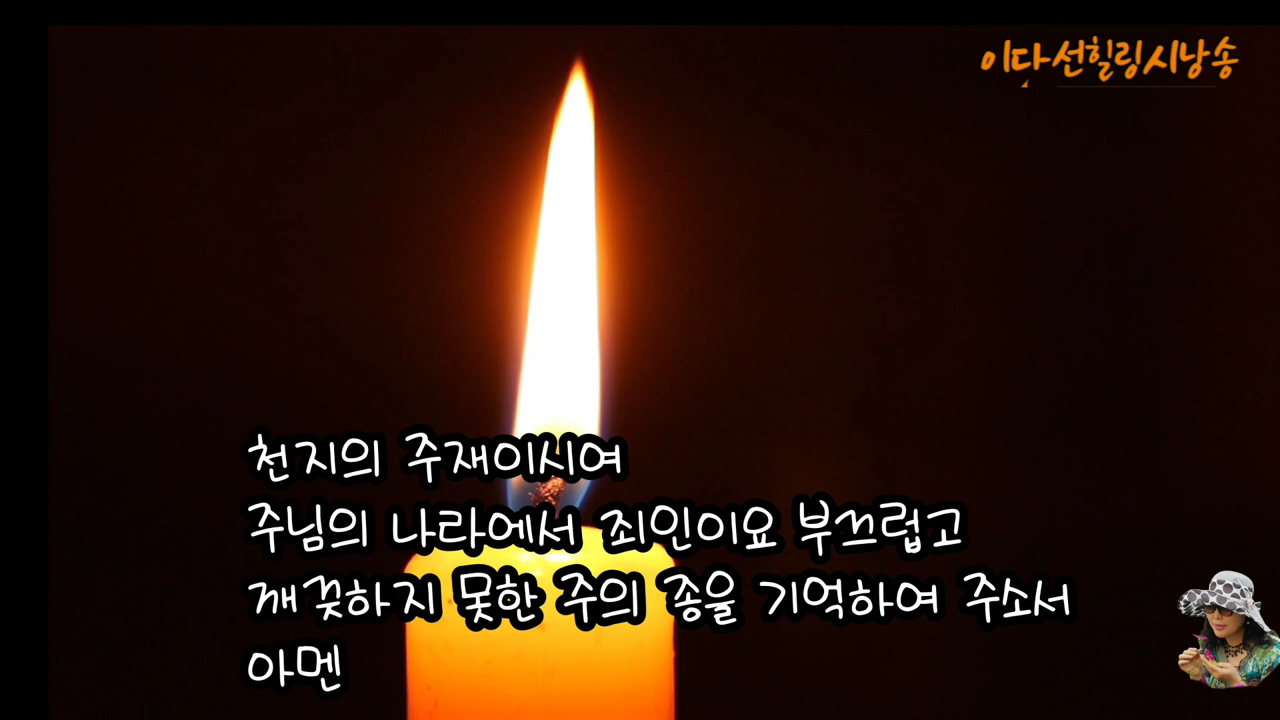 이다선힐링시낭송
천지의 주재이시여
주님의 나라에서 죄인이요 부끄럽고
깨끗하지 못한 주의 종을 기억하여 주소서
아멘